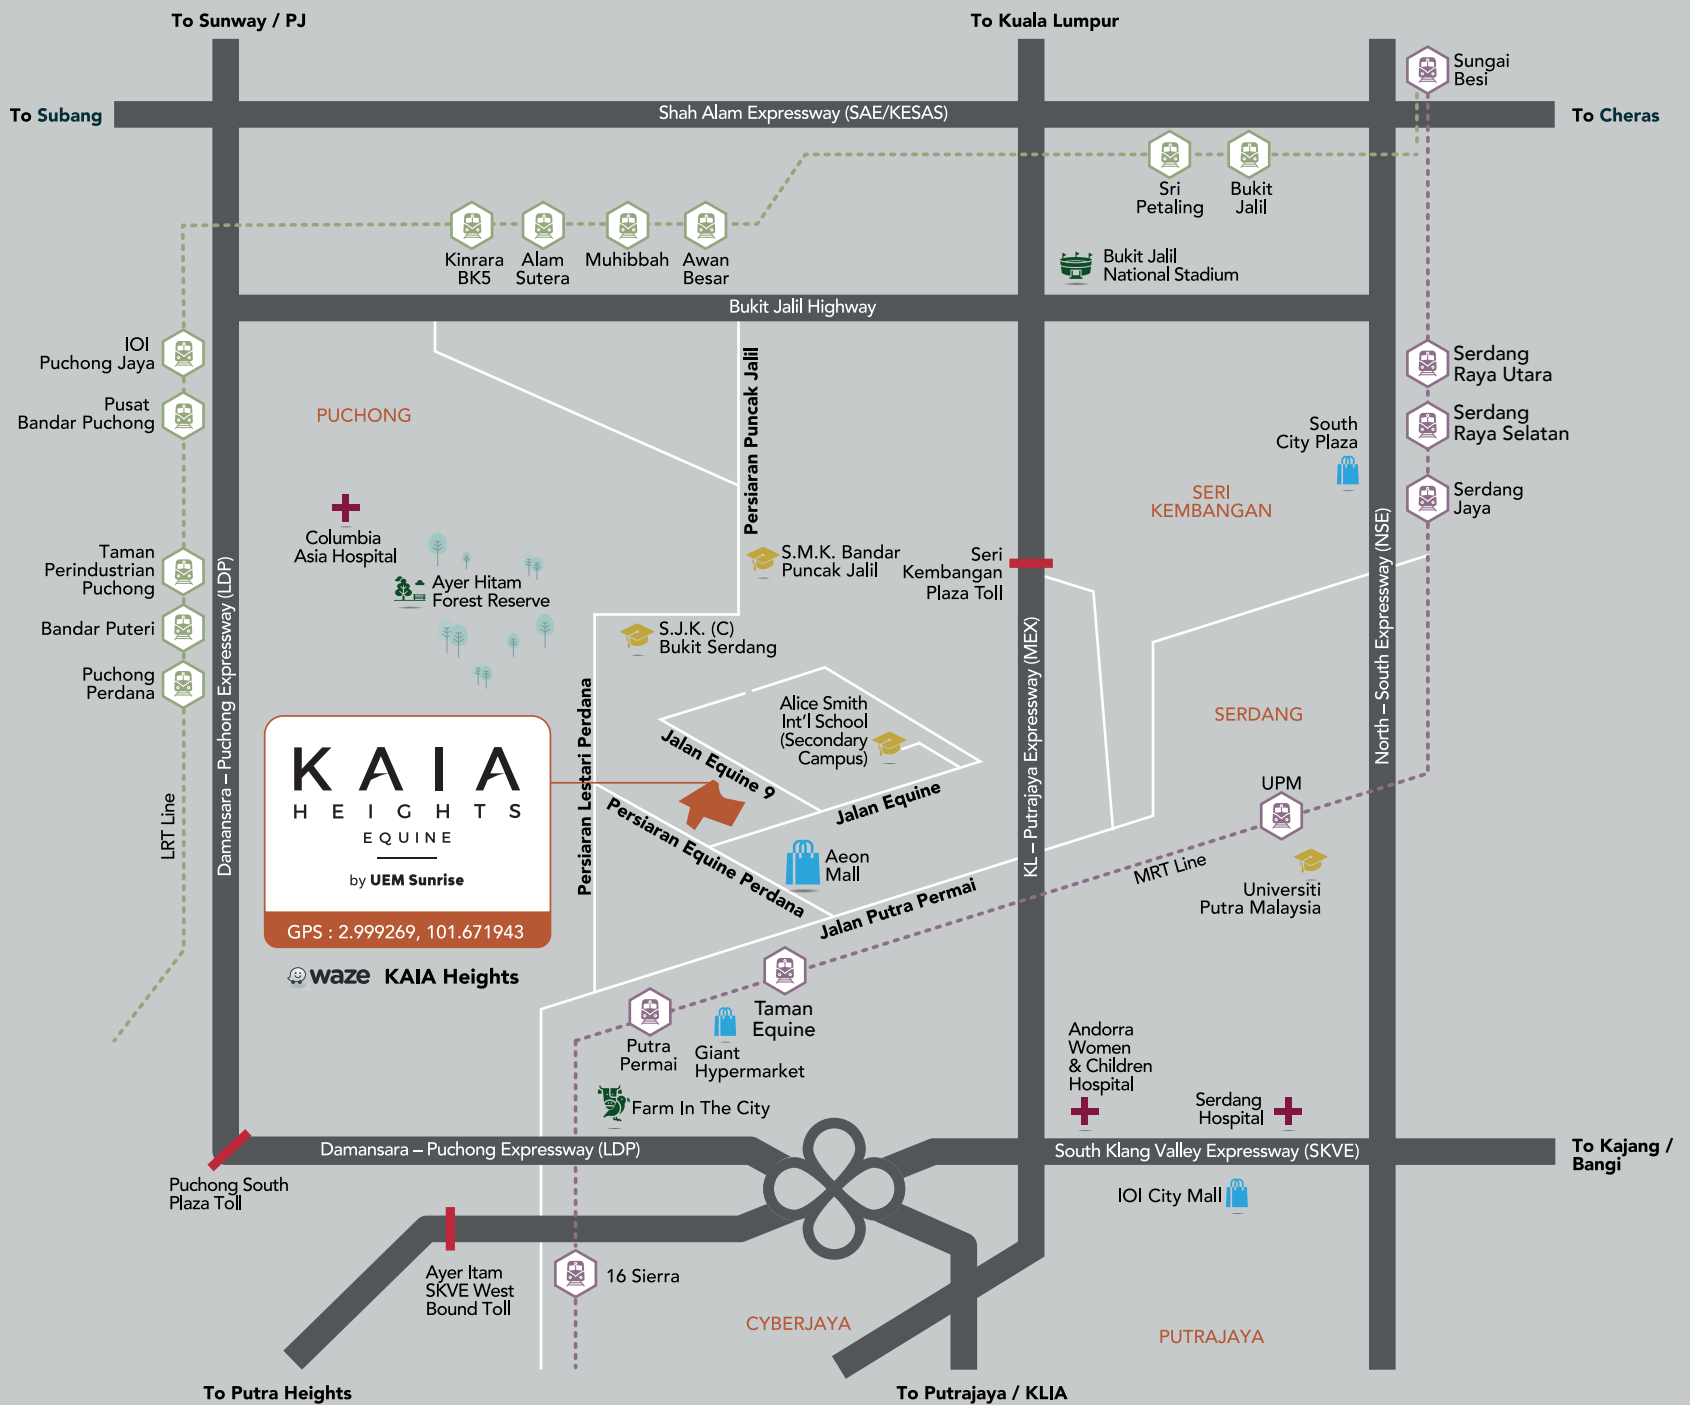 To Sunway / PJ
To Kuala Lumpur
Sungai
Besi
To Subang
Shah Alam Expressway (SAE/KESAS)
To Cheras
Sri
Petaling
Bukit
Jalil
Kinrara
BK5
Alam
Sutera
Muhibbah
Awan
Besar
Bukit Jalil
National Stadium
Bukit Jalil Highway
IOI
Puchong Jaya
Pusat
Bandar Puchong
PUCHONG
Persiaran Puncak Jalil
Serdang
Raya Utara
Serdang
Raya Selatan
South
City Plaza
SERI
KEMBANGAN
Serdang
Jaya
Columbia
Asia Hospital
Ayer Hitam
Forest Reserve
S.M.K. Bandar
Puncak Jalil
Seri
Kembangan
Plaza Toll
Taman
Perindustrian
Puchong
Bandar Puteri
Puchong
Perdana
Damansara – Puchong Expressway (LDP)
LRT Line
S.J.K. (C)
Bukit Serdang
Persiaran Lestari Perdana
Alice Smith
Int'l School
(Secondary
Campus)
Jalan Equine 9
Jalan Equine
Persiaran Equine Perdana
Aeon
Mall
Jalan Putra Permai
KL – Putrajaya Expressway (MEX)
North – South Expressway (NSE)
SERDANG
UPM
MRT Line
Universiti
Putra Malaysia
KAIA
HEIGHTS
EQUINE
by UEM Sunrise
GPS : 2.999269, 101.671943
waze KAIA Heights
Taman
Equine
Putra
Permai
Giant
Hypermarket
Farm In The City
Andorra
Women
& Children
Hospital
Serdang
Hospital
Damansara – Puchong Expressway (LDP)
South Klang Valley Expressway (SKVE)
To Kajang /
Bangi
Puchong South
Plaza Toll
IOI City Mall
Ayer Itam
SKVE West
Bound Toll
16 Sierra
CYBERJAYA
PUTRAJAYA
To Putra Heights
To Putrajaya / KLIA